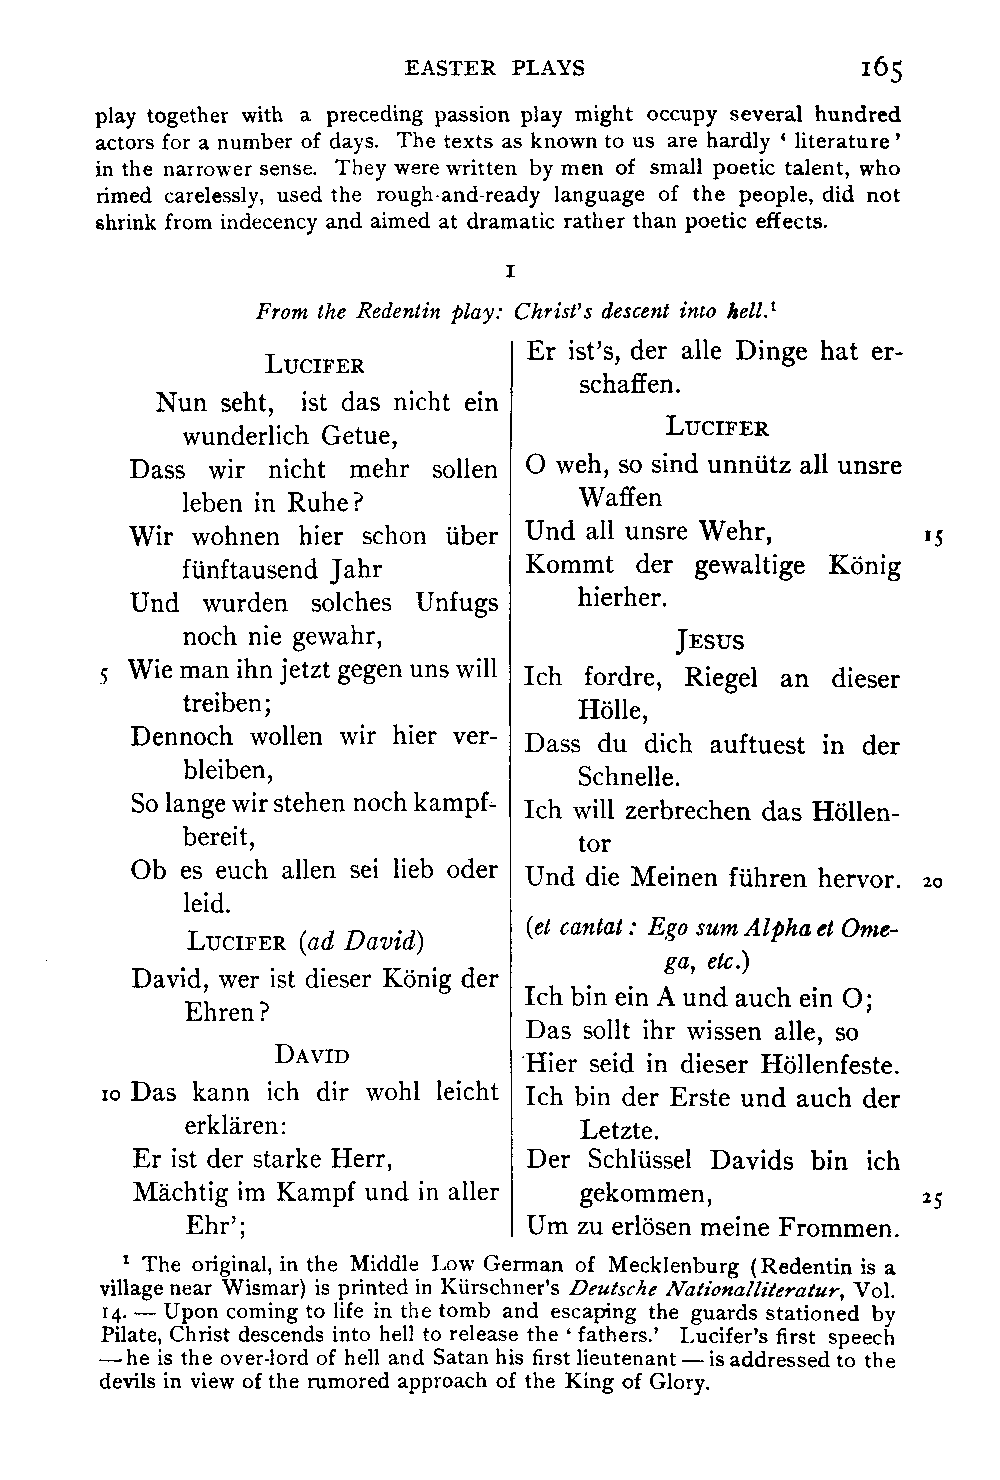 EASTER PLAYS 165
play together with a preceding passion play might occupy several hundred
actors for a number of days. The texts as known to us are hardly ‘ literature’
in the narrower sense. They were written by men of small poetic talent, who
rimed carelessly, used the rough-and-ready language of the people, did not
shrink from indecency and aimed at dramatic rather than poetic effects.
1
From the Redentin play: Christ's descent into hell.¹
LUCIFER
Nun seht, ist das nicht ein
wunderlich Getue,
Dass wir nicht mehr sollen
leben in Ruhe?
Wir wohnen hier schon über
fünftausend Jahr
Und wurden solches Unfugs
noch nie gewahr,
5 Wie man ihn jetzt gegen uns will
treiben;
Dennoch wollen wir hier ver-
bleiben,
So lange wir stehen noch kampf-
bereit,
Ob es euch allen sei lieb oder
leid.
LUCIFER (ad David)
David, wer ist dieser König der
Ehren?
DAVID
10 Das kann ich dir wohl leicht
erklären:
Er ist der starke Herr,
Mächtig im Kampf und in aller
Ehr’;
Er ist’s, der alle Dinge hat er-
schaffen.
LUCIFER
O weh, so sind unnütz all unsre
Waffen
Und all unsre Wehr, 15
Kommt der gewaltige König
hierher.
JESUS
Ich fordre, Riegel an dieser
Hölle,
Dass du dich auftuest in der
Schnelle.
Ich will zerbrechen das Höllen-
tor
Und die Meinen führen hervor. 20
(et cantat: Ego sum Alpha et Ome-
ga, etc.)
Ich bin ein A und auch ein O;
Das sollt ihr wissen alle, so
Hier seid in dieser Höllenfeste.
Ich bin der Erste und auch der
Letzte.
Der Schlüssel Davids bin ich
gekommen, 25
Um zu erlösen meine Frommen.
¹ The original, in the Middle Low German of Mecklenburg (Redentin is a
village near Wismar) is printed in Kürschner's Deutsche Nationalliteratur, Vol.
14. — Upon coming to life in the tomb and escaping the guards stationed by
Pilate, Christ descends into hell to release the ‘ fathers.’ Lucifer's first speech
— he is the over-lord of hell and Satan his first lieutenant — is addressed to the
devils in view of the rumored approach of the King of Glory.